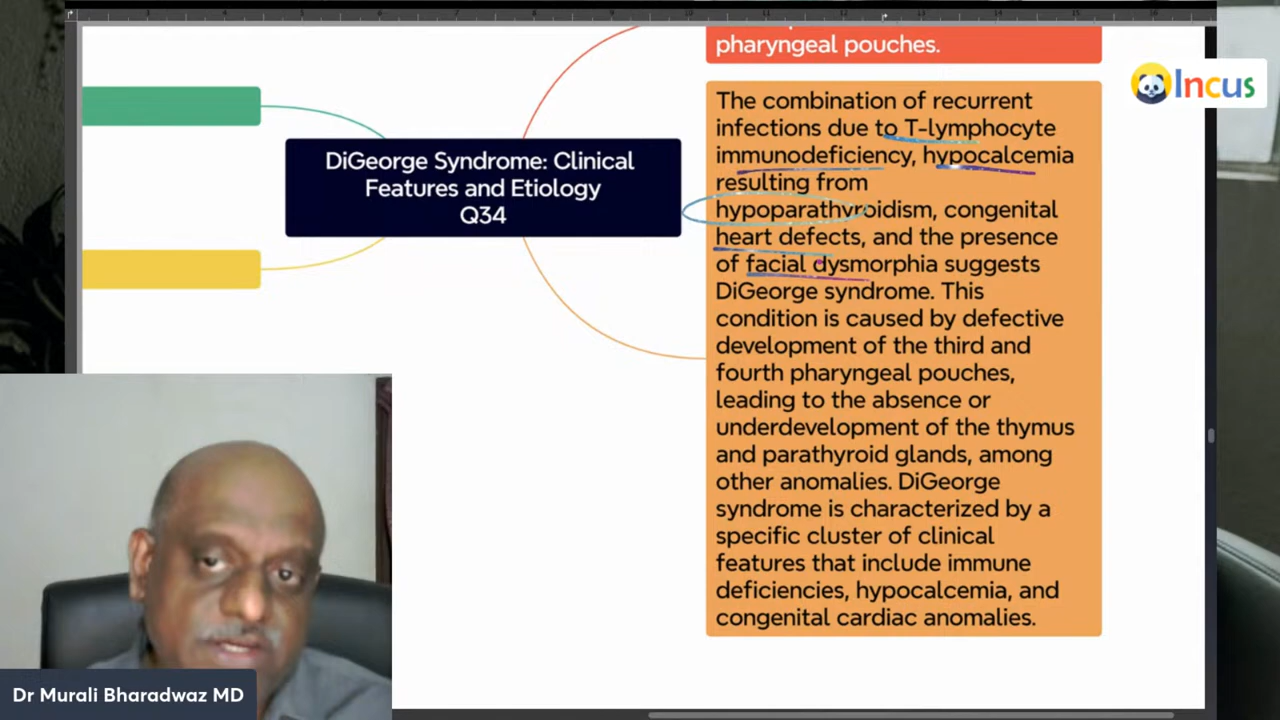 pharyngeal pouches.
Incus
DiGeorge Syndrome: Clinical
Features and Etiology
Q34
The combination of recurrent
infections due to T-lymphocyte
immunodeficiency, hypocalcemia
resulting from
hypoparathyroidism, congenital
heart defects, and the presence
of facial dysmorphia suggests
DiGeorge syndrome. This
condition is caused by defective
development of the third and
fourth pharyngeal pouches,
leading to the absence or
underdevelopment of the thymus
and parathyroid glands, among
other anomalies. DiGeorge
syndrome is characterized by a
specific cluster of clinical
features that include immune
deficiencies, hypocalcemia, and
congenital cardiac anomalies.
Dr Murali Bharadwaz MD